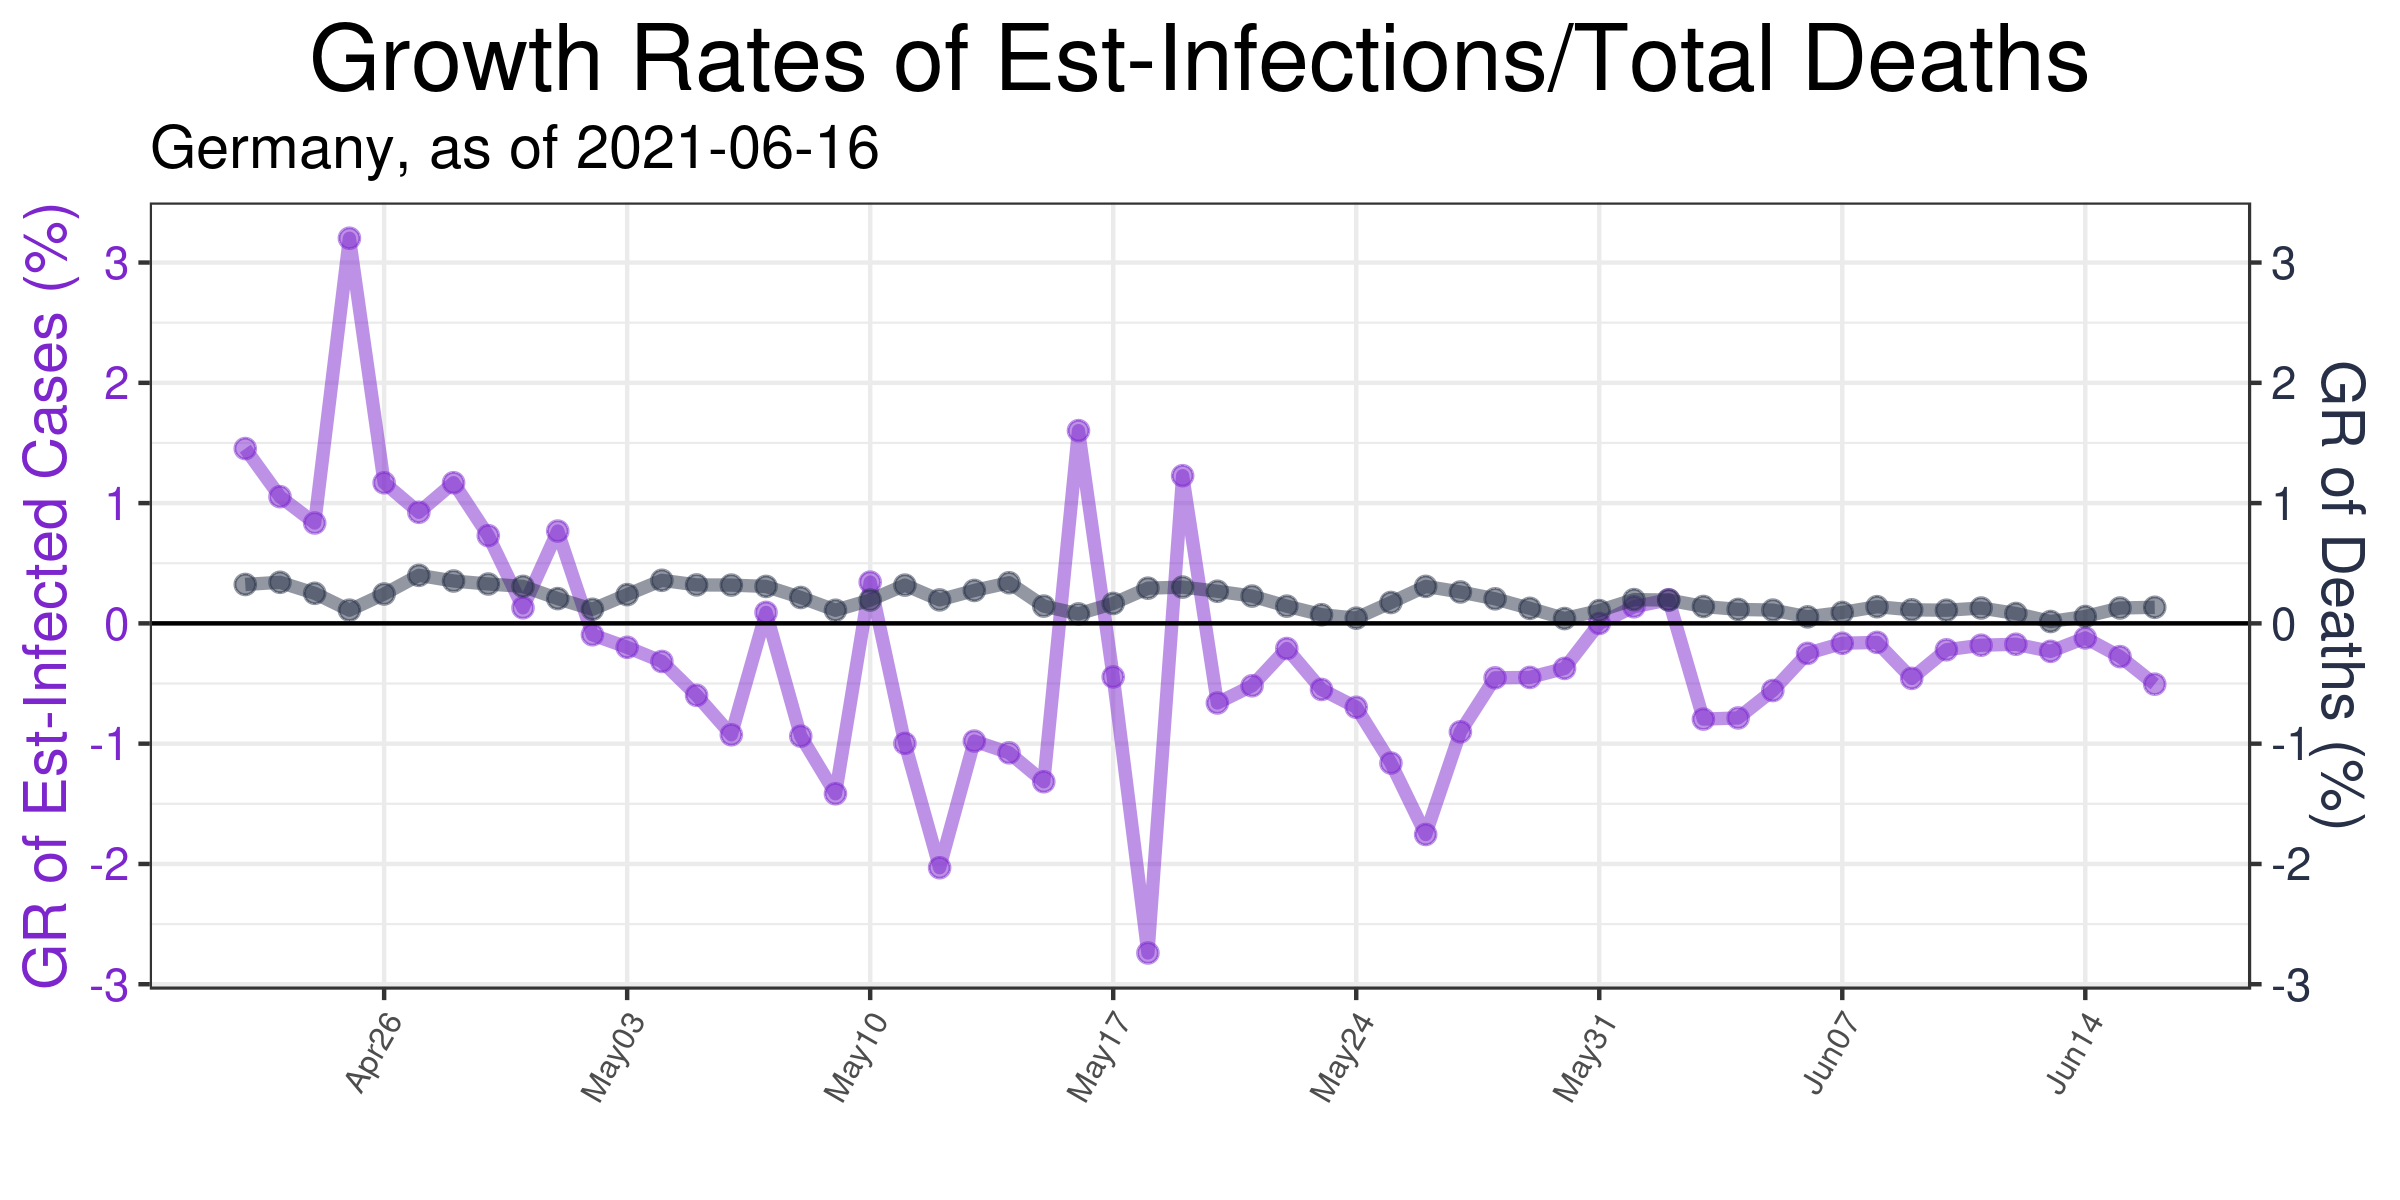 Growth Rates of Est-Infections/Total Deaths
Germany, as of 2021-06-16
GR of Est-Infected Cases (%)
3
2
1
0
-1
-2
-3
3
2
1
0
-1
-2
-3
GR of Deaths (%)
Apr26
May03
May10
May17
May24
May31
Jun07
Jun14